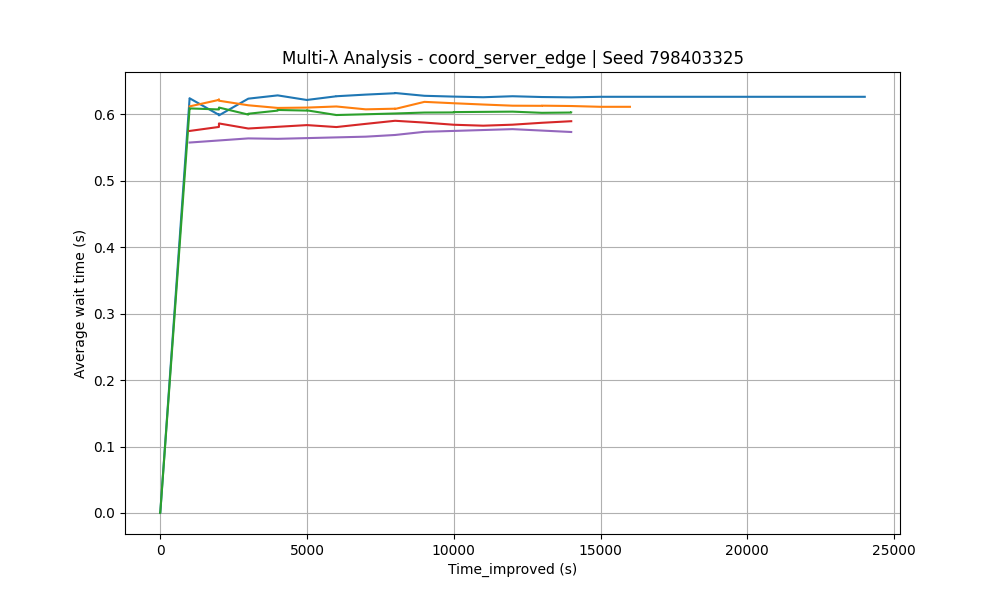 Multi-λ Analysis - coord_server_edge | Seed 798403325
Average wait time (s)
0.6
0.5
0.4
0.3
0.2
0.1
0.0
0 5000 10000 15000 20000 25000
Time_improved (s)